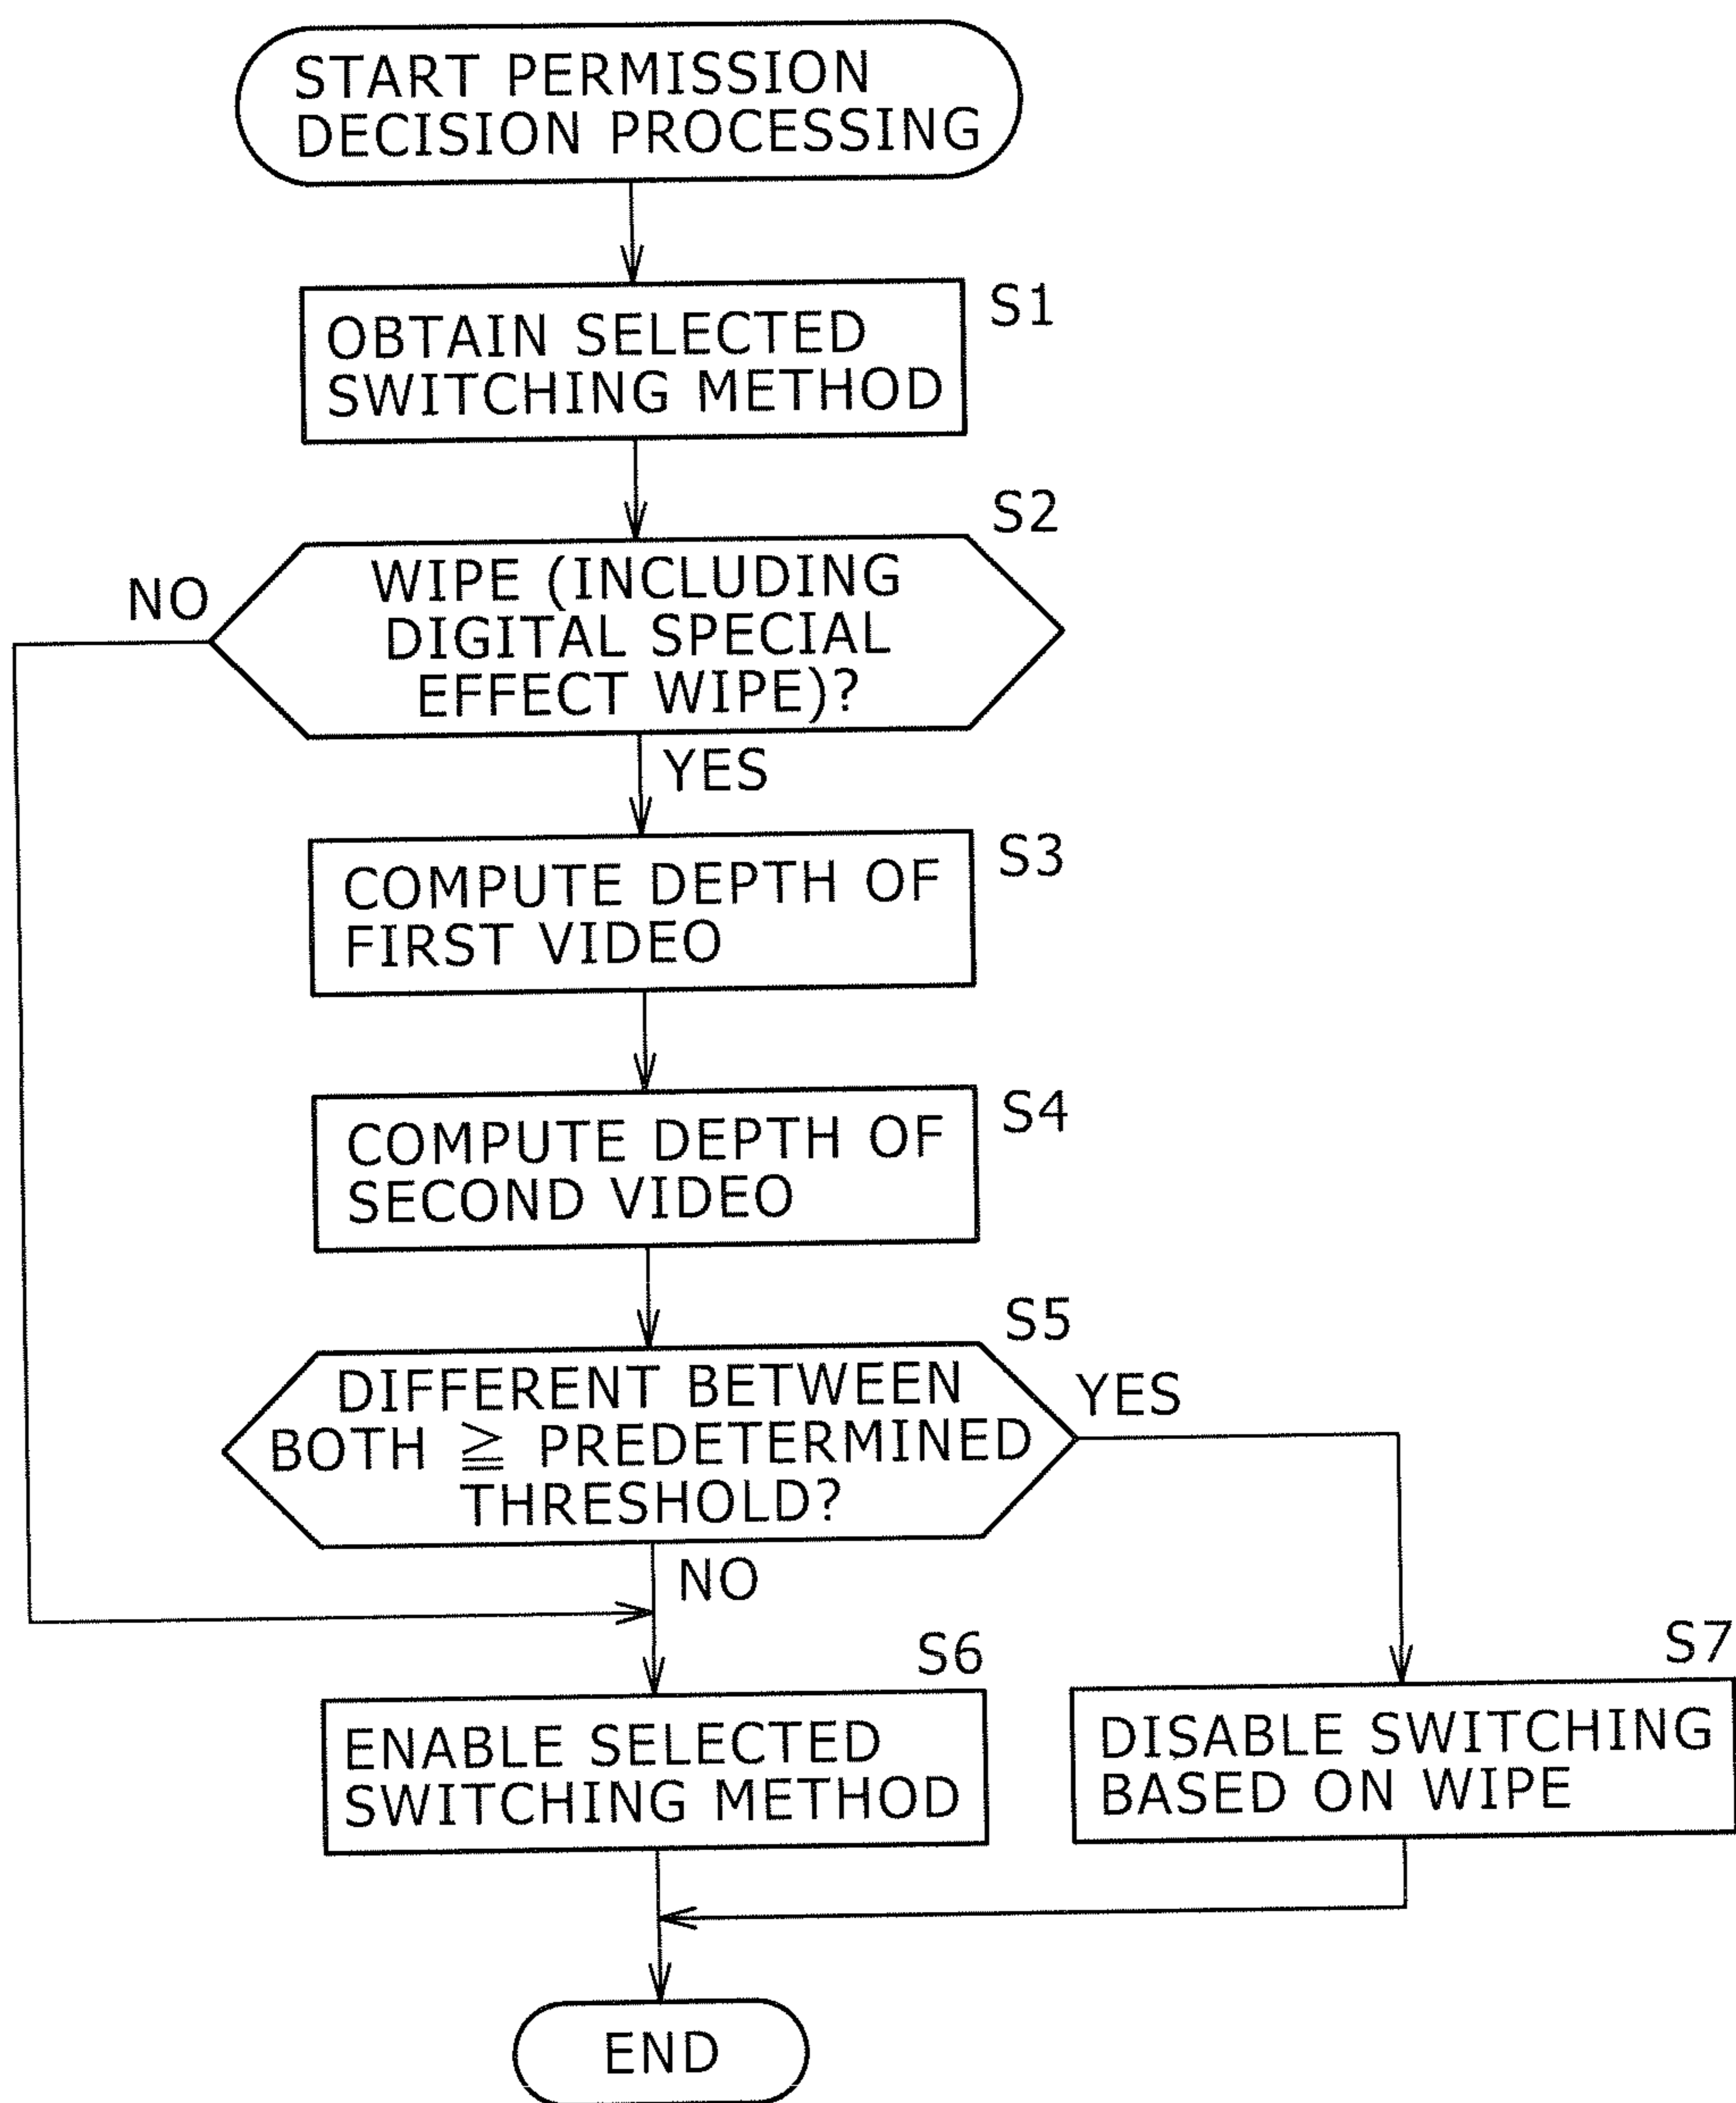 START PERMISSION
DECISION PROCESSING
S1
OBTAIN SELECTED
SWITCHING METHOD
S2
NO
WIPE (INCLUDING
DIGITAL SPECIAL
EFFECT WIPE)?
YES
S3
COMPUTE DEPTH OF
FIRST VIDEO
S4
COMPUTE DEPTH OF
SECOND VIDEO
S5
DIFFERENT BETWEEN
BOTH ≧ PREDETERMINED
THRESHOLD?
YES
NO
S6
ENABLE SELECTED
SWITCHING METHOD
S7
DISABLE SWITCHING
BASED ON WIPE
END